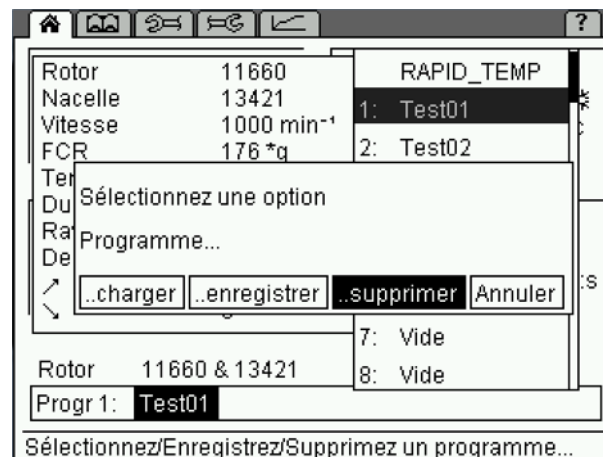 ?
Rotor 11660
Nacelle 13421
Vitesse 1000 min⁻¹
FCR 176 *g
RAPID_TEMP
1: Test01
2: Test02
Sélectionnez une option
Programme...
..charger ..enregistrer ..supprimer Annuler
7: Vide
8: Vide
Rotor 11660 & 13421
Progr 1: Test01
Sélectionnez/Enregistrez/Supprimez un programme...